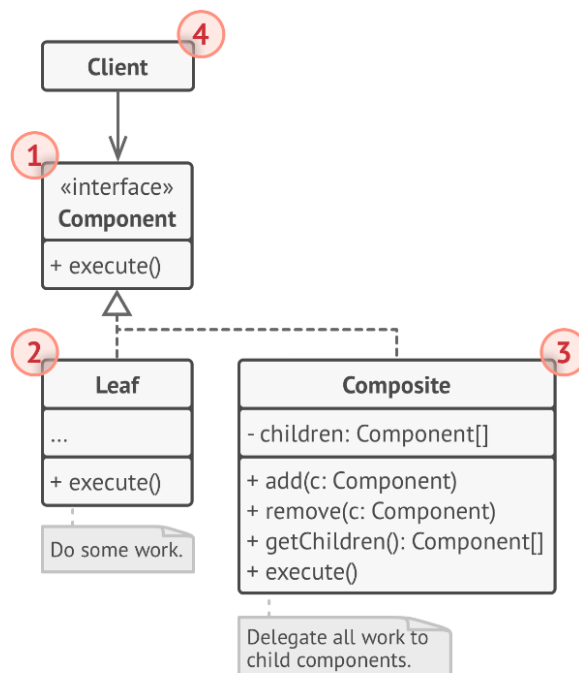 4
Client
1
«interface»
Component
+ execute()
2
Leaf
...
+ execute()
Do some work.
3
Composite
- children: Component[]
+ add(c: Component)
+ remove(c: Component)
+ getChildren(): Component[]
+ execute()
Delegate all work to
child components.